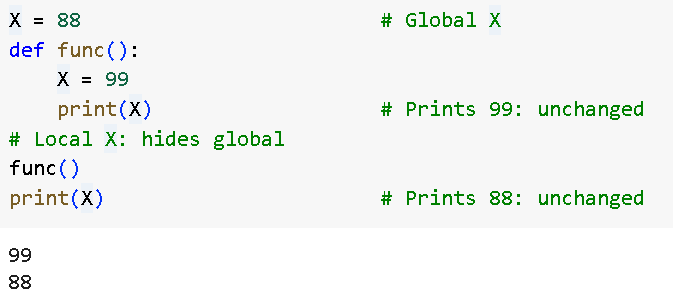 X = 88                         # Global X
def func():
    X = 99
    print(X)                   # Prints 99: unchanged
# Local X: hides global
func()
print(X)                       # Prints 88: unchanged
99
88